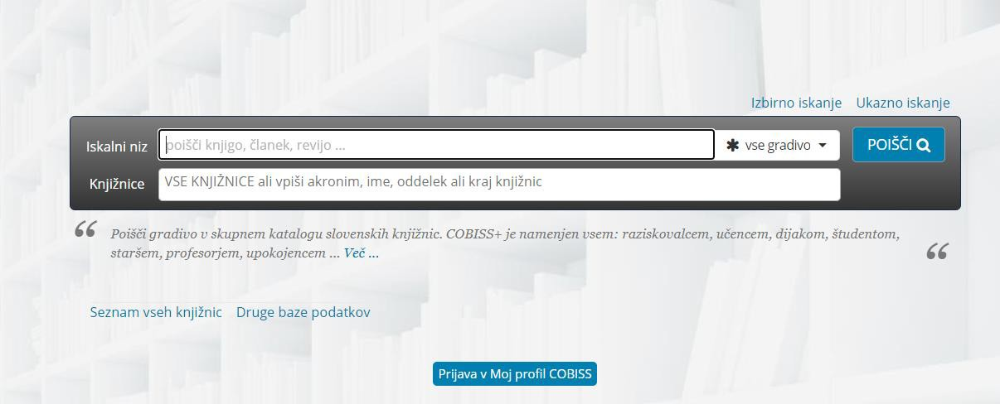 Izbirno iskanje Ukazno iskanje
Iskalni niz poišči knjigo, članek, revijo ... vse gradivo POIŠČI
Knjižnice VSE KNJIŽNICE ali vpiši akronim, ime, oddelek ali kraj knjižnic
“ Poišči gradivo v skupnem katalogu slovenskih knjižnic. COBISS+ je namenjen vsem: raziskovalcem, učencem, dijakom, študentom,
staršem, profesorjem, upokojencem ... Več ... “
Seznam vseh knjižnic Druge baze podatkov
Prijava v Moj profil COBISS